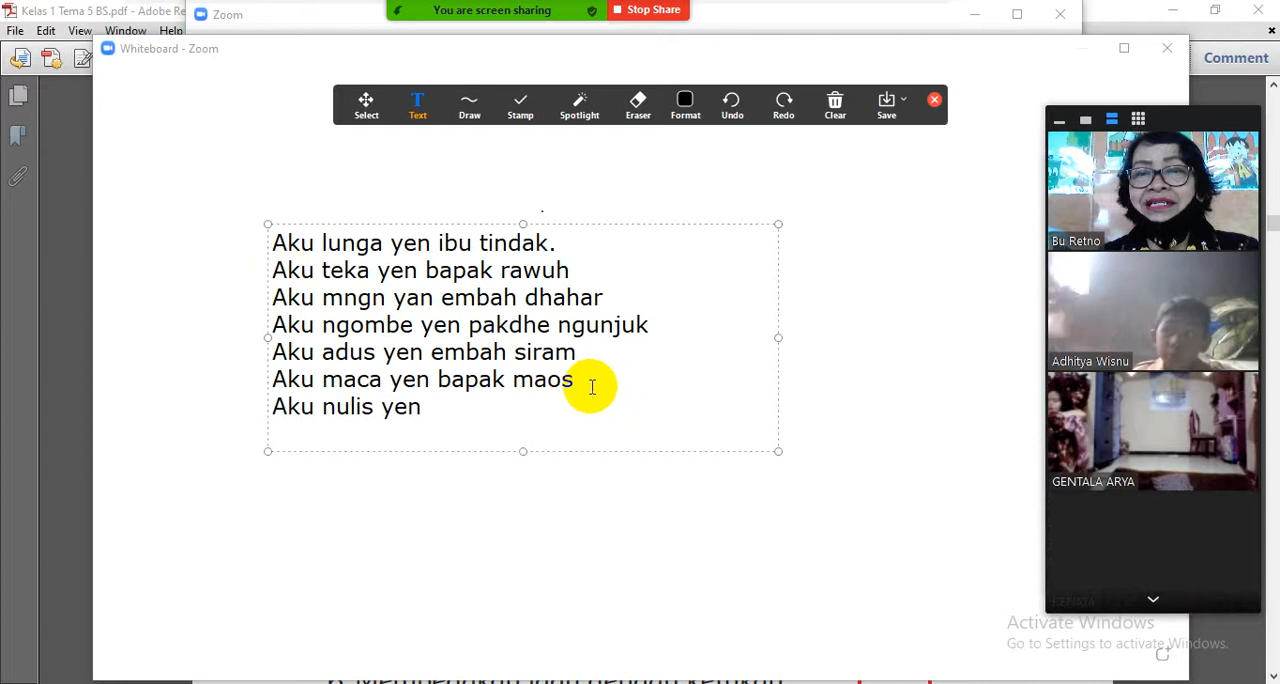 Kelas 1 Tema 5 BS.pdf - Adobe Re
Zoom
You are screen sharing
Stop Share
File Edit View Window Help
Whiteboard - Zoom
Comment
Select Text Draw Stamp Spotlight Eraser Format Undo Redo Clear Save
Aku lunga yen ibu tindak.
Aku teka yen bapak rawuh
Aku mngn yan embah dhahar
Aku ngombe yen pakdhe ngunjuk
Aku adus yen embah siram
Aku maca yen bapak maos
Aku nulis yen
Bu Retno
Adhitya Wisnu
GENTALA ARYA
Activate Windows
Go to Settings to activate Windows.